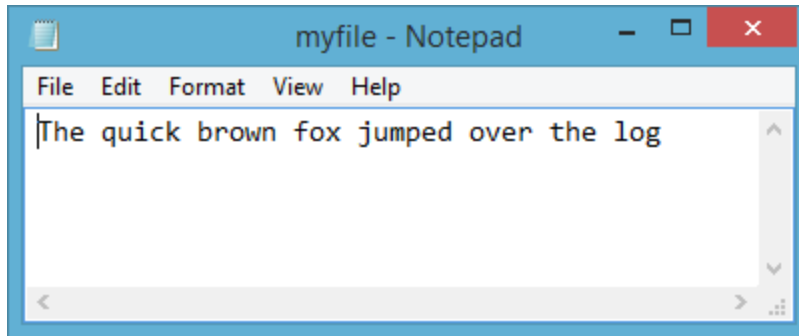 myfile - Notepad
File Edit Format View Help
The quick brown fox jumped over the log